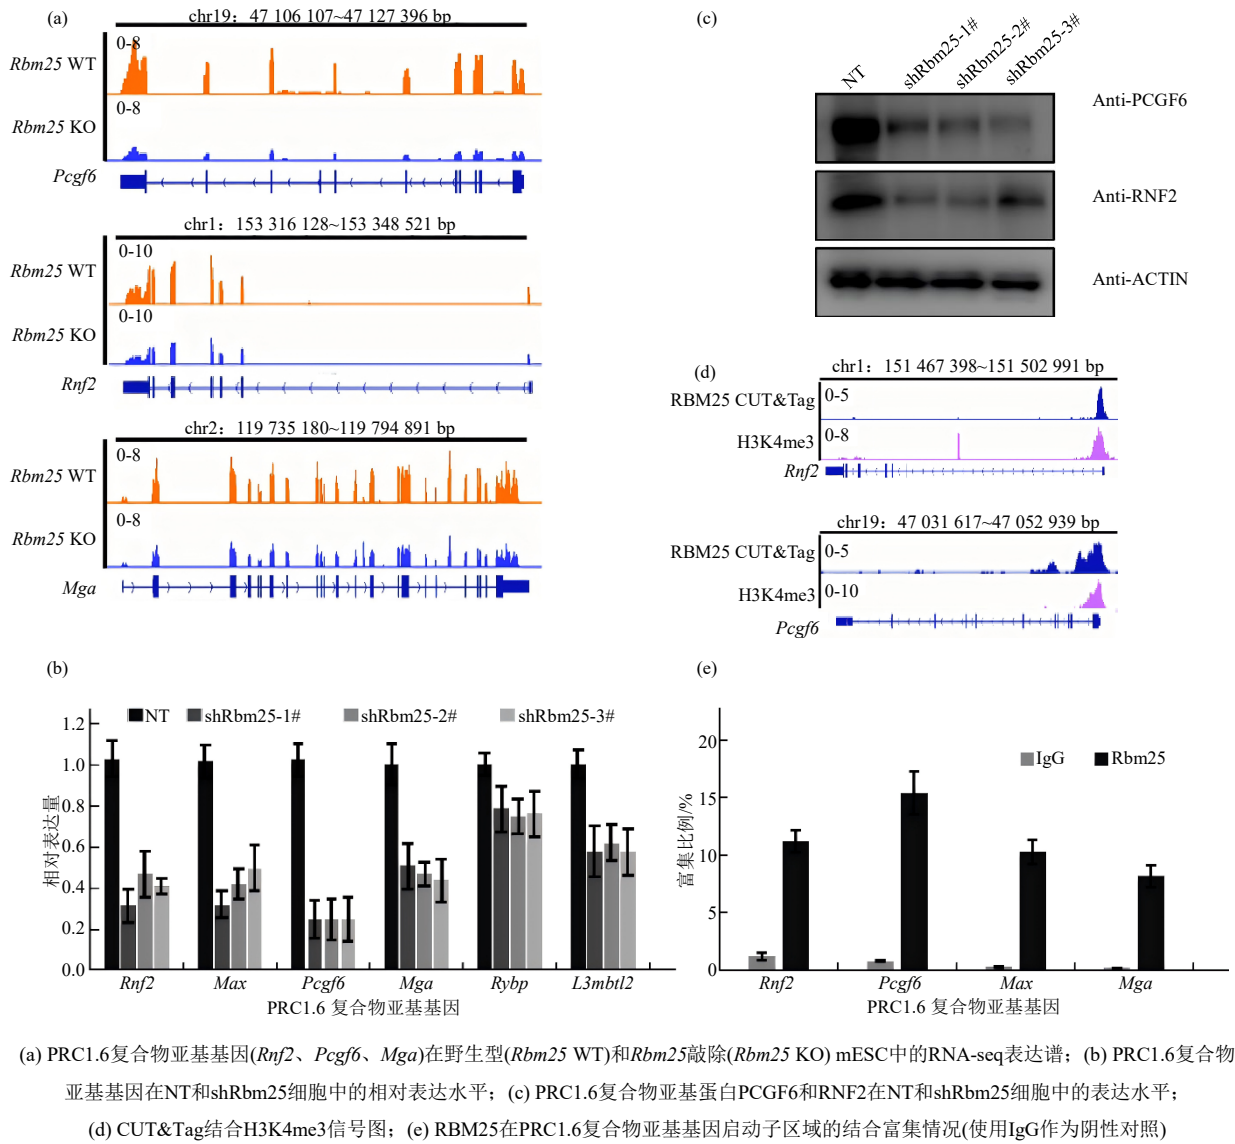 (a)
chr19：47 106 107~47 127 396 bp
0-8
Rbm25 WT
0-8
Rbm25 KO
Pcgf6
chr1：153 316 128~153 348 521 bp
0-10
Rbm25 WT
0-10
Rbm25 KO
Rnf2
chr2：119 735 180~119 794 891 bp
0-8
Rbm25 WT
0-8
Rbm25 KO
Mga
(c)
NT
shRbm25-1#
shRbm25-2#
shRbm25-3#
Anti-PCGF6
Anti-RNF2
Anti-ACTIN
(d)
chr1：151 467 398~151 502 991 bp
RBM25 CUT&Tag
0-5
H3K4me3
0-8
Rnf2
chr19：47 031 617~47 052 939 bp
RBM25 CUT&Tag
0-5
H3K4me3
0-10
Pcgf6
(b)
NT
shRbm25-1#
shRbm25-2#
shRbm25-3#
相对表达量
1.2
1.0
0.8
0.6
0.4
0.2
0.0
Rnf2
Max
Pcgf6
Mga
Rybp
L3mbtl2
PRC1.6 复合物亚基基因
(e)
IgG
Rbm25
富集比例/%
20
15
10
5
0
Rnf2
Pcgf6
Max
Mga
PRC1.6 复合物亚基基因
(a) PRC1.6复合物亚基基因(Rnf2、Pcgf6、Mga)在野生型(Rbm25 WT)和Rbm25敲除(Rbm25 KO) mESC中的RNA-seq表达谱；(b) PRC1.6复合物
亚基基因在NT和shRbm25细胞中的相对表达水平；(c) PRC1.6复合物亚基蛋白PCGF6和RNF2在NT和shRbm25细胞中的表达水平；
(d) CUT&Tag结合H3K4me3信号图；(e) RBM25在PRC1.6复合物亚基基因启动子区域的结合富集情况(使用IgG作为阴性对照)